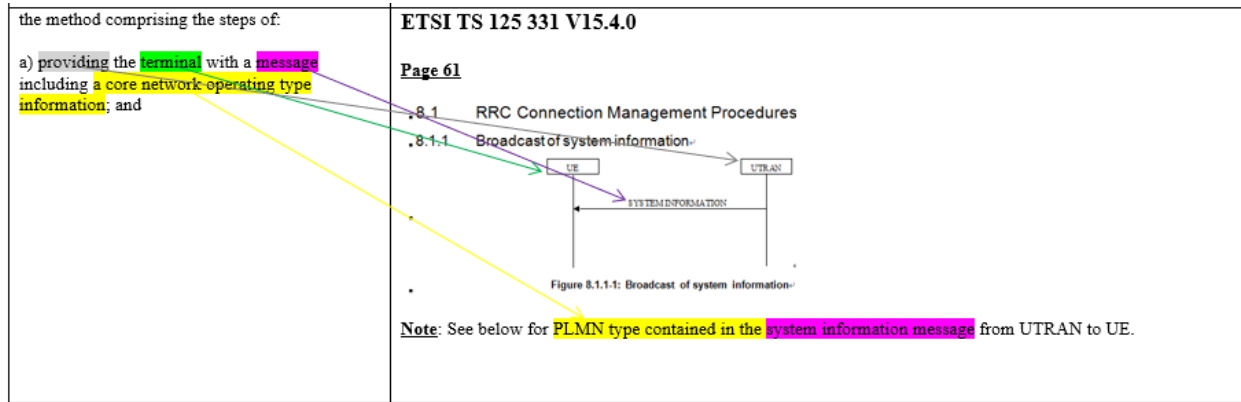 the method comprising the steps of:
a) providing the terminal with a message
including a core network operating type
information; and
ETSI TS 125 331 V15.4.0
Page 61
8.1 RRC Connection Management Procedures
8.1.1 Broadcast of system information
UE UTRAN
SYSTEM INFORMATION
Figure 8.1.1-1: Broadcast of system information
Note: See below for PLMN type contained in the system information message from UTRAN to UE.